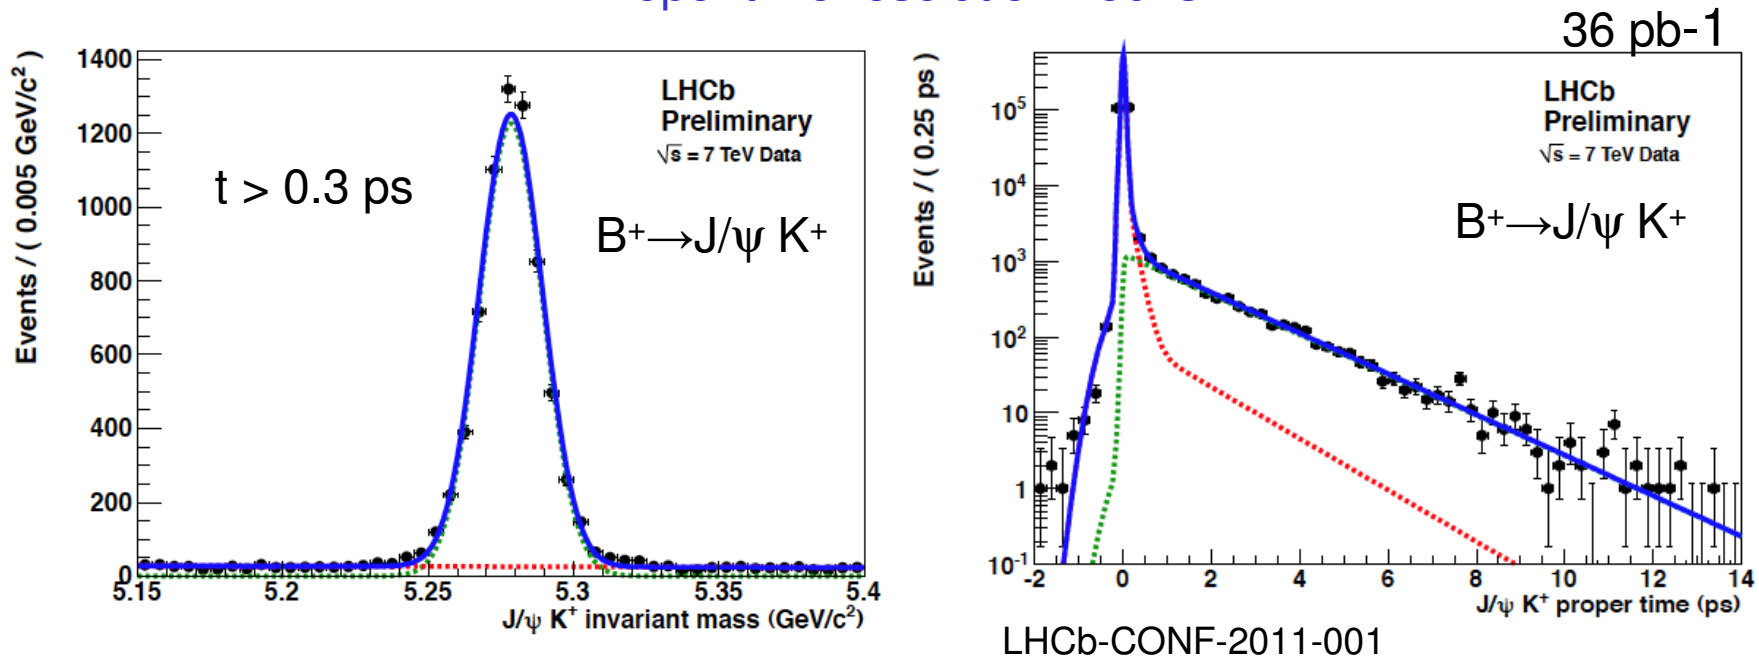 36 pb-1
Events / ( 0.005 GeV/c² )
1400
1200
1000
800
600
400
200
0
5.15
5.2
5.25
5.3
5.35
5.4
J/ψ K⁺ invariant mass (GeV/c²)
t > 0.3 ps
LHCb
Preliminary
√s = 7 TeV Data
B⁺→J/ψ K⁺
Events / ( 0.25 ps )
10⁵
10⁴
10³
10²
10
1
10⁻¹
-2
0
2
4
6
8
10
12
14
J/ψ K⁺ proper time (ps)
LHCb
Preliminary
√s = 7 TeV Data
B⁺→J/ψ K⁺
LHCb-CONF-2011-001